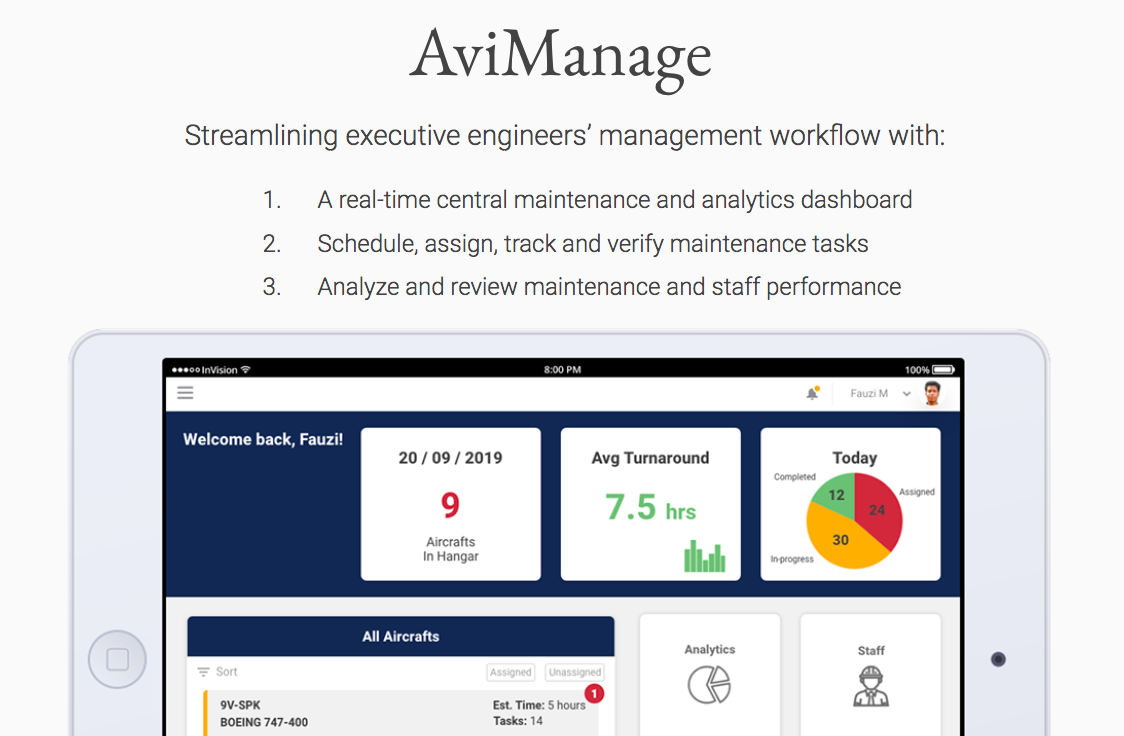 AviManage
Streamlining executive engineers’ management workflow with:
1. A real-time central maintenance and analytics dashboard
2. Schedule, assign, track and verify maintenance tasks
3. Analyze and review maintenance and staff performance
InVision
8:00 PM
100%
Fauzi M
Welcome back, Fauzi!
20 / 09 / 2019
9
Aircrafts
In Hangar
Avg Turnaround
7.5 hrs
Today
Completed
12
Assigned
24
30
In-progress
All Aircrafts
Sort
Assigned
Unassigned
1
9V-SPK
Est. Time: 5 hours
BOEING 747-400
Tasks: 14
Analytics
Staff